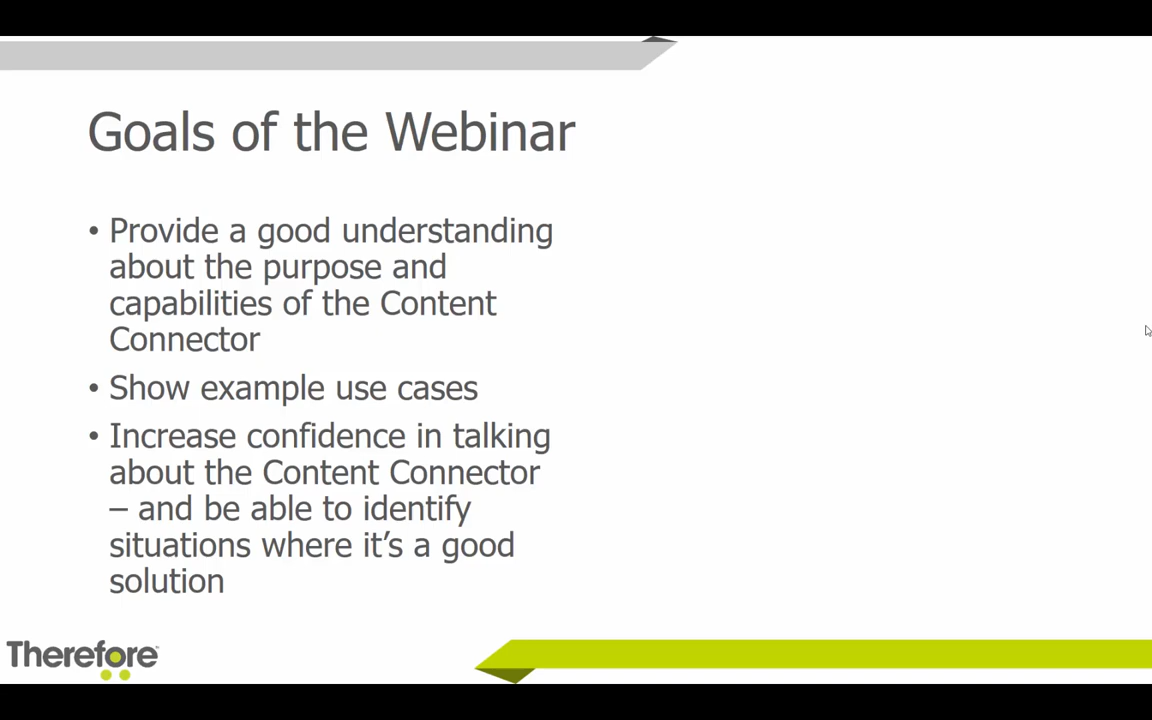 Goals of the Webinar
• Provide a good understanding
about the purpose and
capabilities of the Content
Connector
• Show example use cases
• Increase confidence in talking
about the Content Connector
– and be able to identify
situations where it’s a good
solution
Therefore™